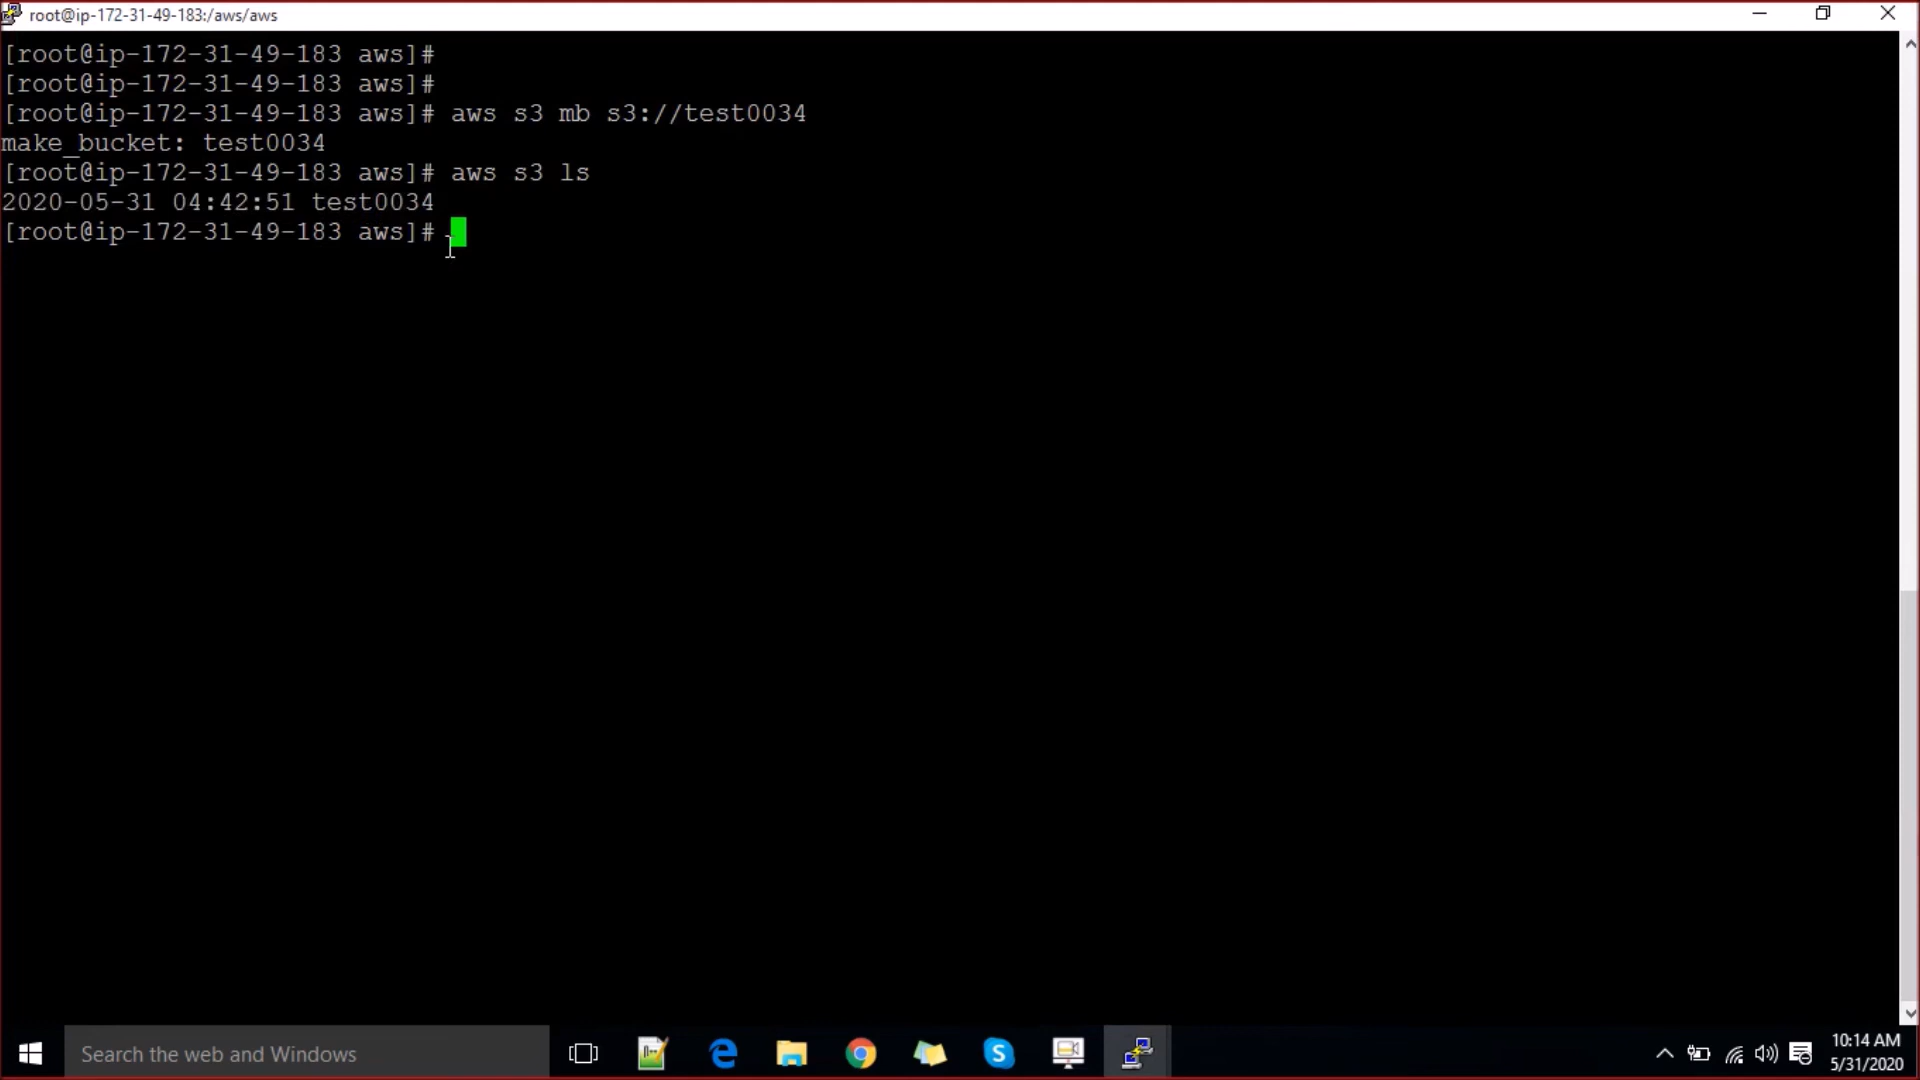 root@ip-172-31-49-183:/aws/aws
[root@ip-172-31-49-183 aws]#
[root@ip-172-31-49-183 aws]#
[root@ip-172-31-49-183 aws]# aws s3 mb s3://test0034
make_bucket: test0034
[root@ip-172-31-49-183 aws]# aws s3 ls
2020-05-31 04:42:51 test0034
[root@ip-172-31-49-183 aws]#
Search the web and Windows
10:14 AM
5/31/2020